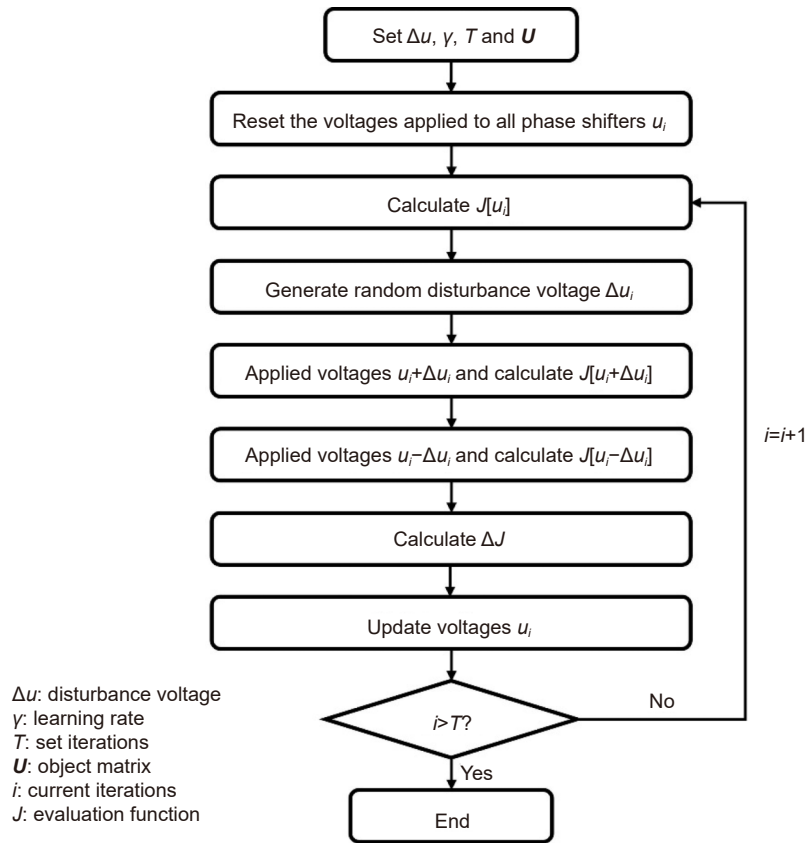 Set Δu, γ, T and U
Reset the voltages applied to all phase shifters uᵢ
Calculate J[uᵢ]
Generate random disturbance voltage Δuᵢ
Applied voltages uᵢ+Δuᵢ and calculate J[uᵢ+Δuᵢ]
Applied voltages uᵢ−Δuᵢ and calculate J[uᵢ−Δuᵢ]
i=i+1
Calculate ΔJ
Update voltages uᵢ
i>T?
No
Yes
End
Δu: disturbance voltage
γ: learning rate
T: set iterations
U: object matrix
i: current iterations
J: evaluation function